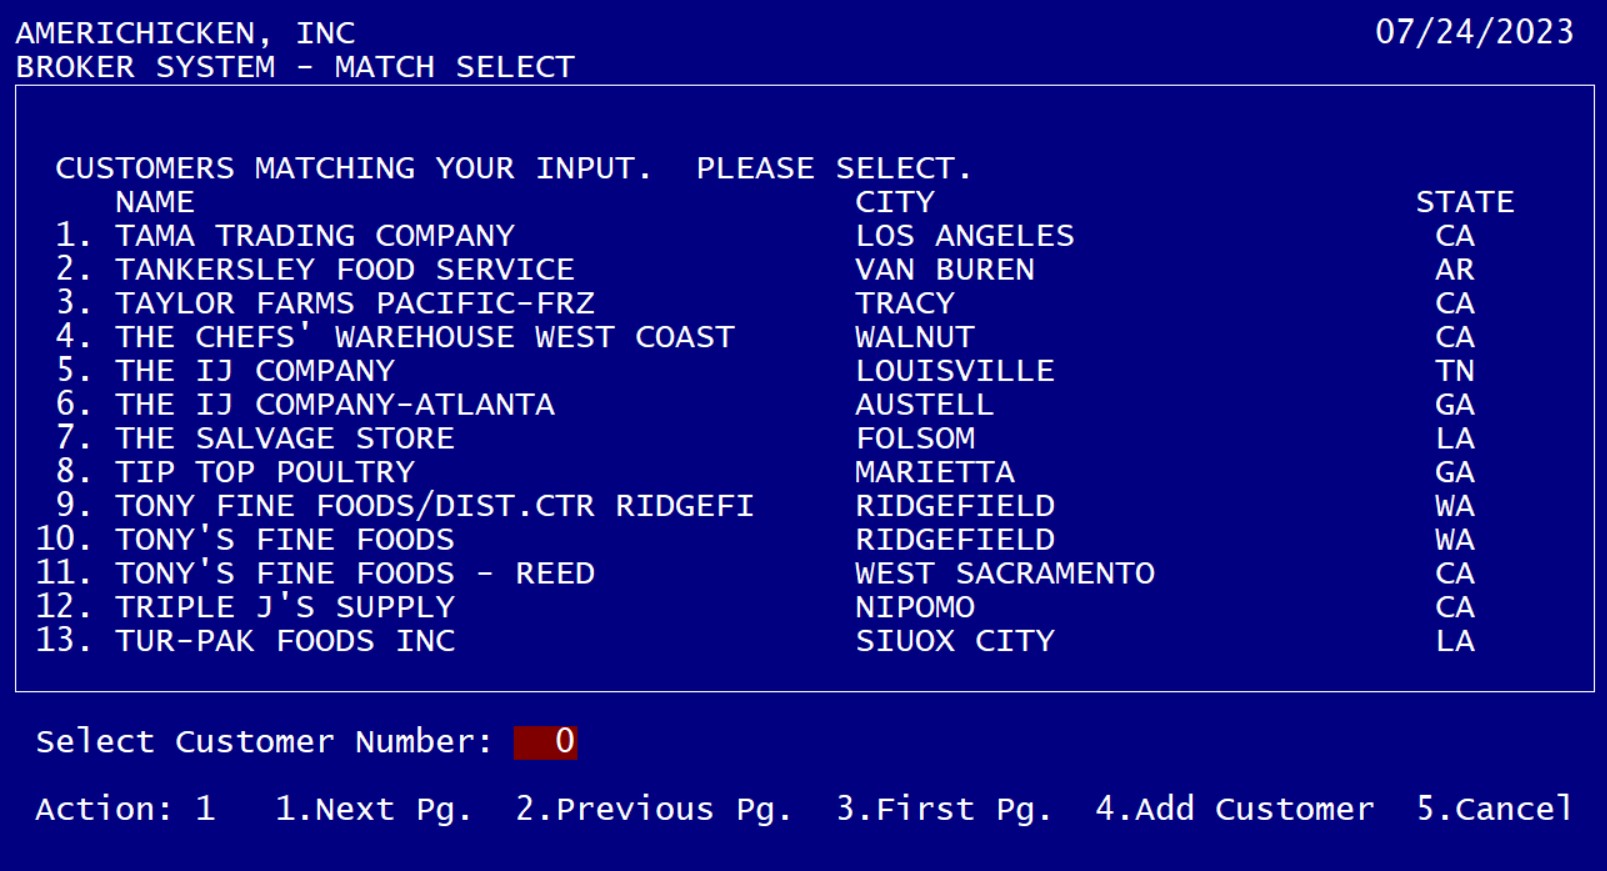 AMERICHICKEN, INC 07/24/2023
BROKER SYSTEM - MATCH SELECT
CUSTOMERS MATCHING YOUR INPUT. PLEASE SELECT.
NAME CITY STATE
1. TAMA TRADING COMPANY LOS ANGELES CA
2. TANKERSLEY FOOD SERVICE VAN BUREN AR
3. TAYLOR FARMS PACIFIC-FRZ TRACY CA
4. THE CHEFS' WAREHOUSE WEST COAST WALNUT CA
5. THE IJ COMPANY LOUISVILLE TN
6. THE IJ COMPANY-ATLANTA AUSTELL GA
7. THE SALVAGE STORE FOLSOM LA
8. TIP TOP POULTRY MARIETTA GA
9. TONY FINE FOODS/DIST.CTR RIDGEFI RIDGEFIELD WA
10. TONY'S FINE FOODS RIDGEFIELD WA
11. TONY'S FINE FOODS - REED WEST SACRAMENTO CA
12. TRIPLE J'S SUPPLY NIPOMO CA
13. TUR-PAK FOODS INC SIUOX CITY LA
Select Customer Number: 0
Action: 1 1.Next Pg. 2.Previous Pg. 3.First Pg. 4.Add Customer 5.Cancel